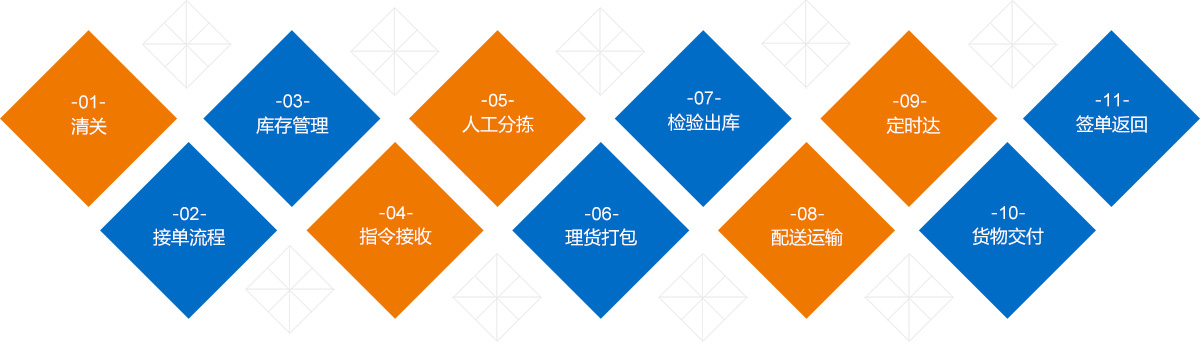 -01-
清关
-02-
接单流程
-03-
库存管理
-04-
指令接收
-05-
人工分拣
-06-
理货打包
-07-
检验出库
-08-
配送运输
-09-
定时达
-10-
货物交付
-11-
签单返回